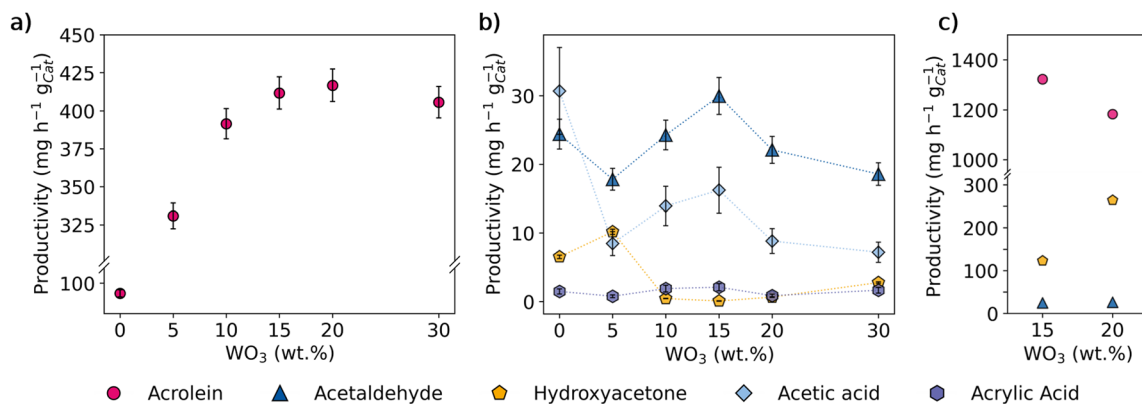 a)
Productivity (mg h⁻¹ g⁻¹Cat)
450
425
400
375
350
325
100
0 5 10 15 20 30
WO₃ (wt.%)
b)
Productivity (mg h⁻¹ g⁻¹Cat)
30
20
10
0
0 5 10 15 20 30
WO₃ (wt.%)
c)
Productivity (mg h⁻¹ g⁻¹Cat)
1400
1200
1000
300
200
100
0
15 20
WO₃ (wt.%)
Acrolein Acetaldehyde Hydroxyacetone Acetic acid Acrylic Acid